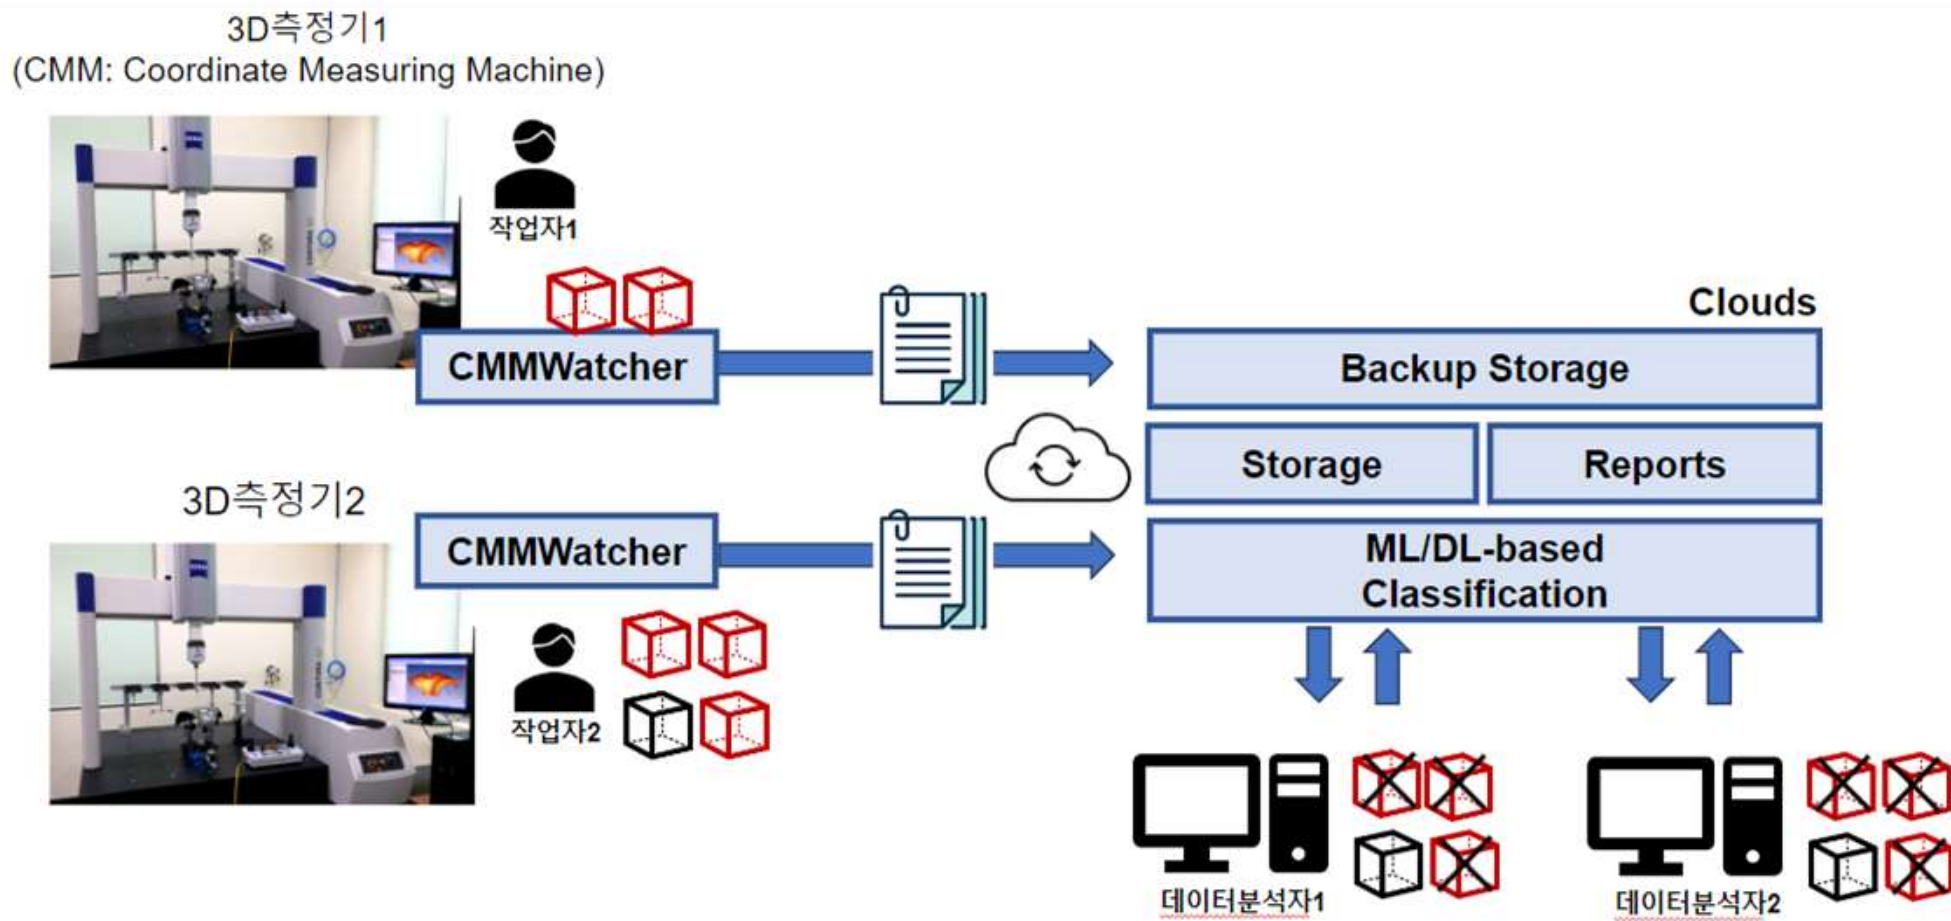 3D측정기1
(CMM: Coordinate Measuring Machine)
작업자1
CMMWatcher
Clouds
Backup Storage
Storage
Reports
3D측정기2
CMMWatcher
ML/DL-based
Classification
작업자2
데이터분석자1
데이터분석자2